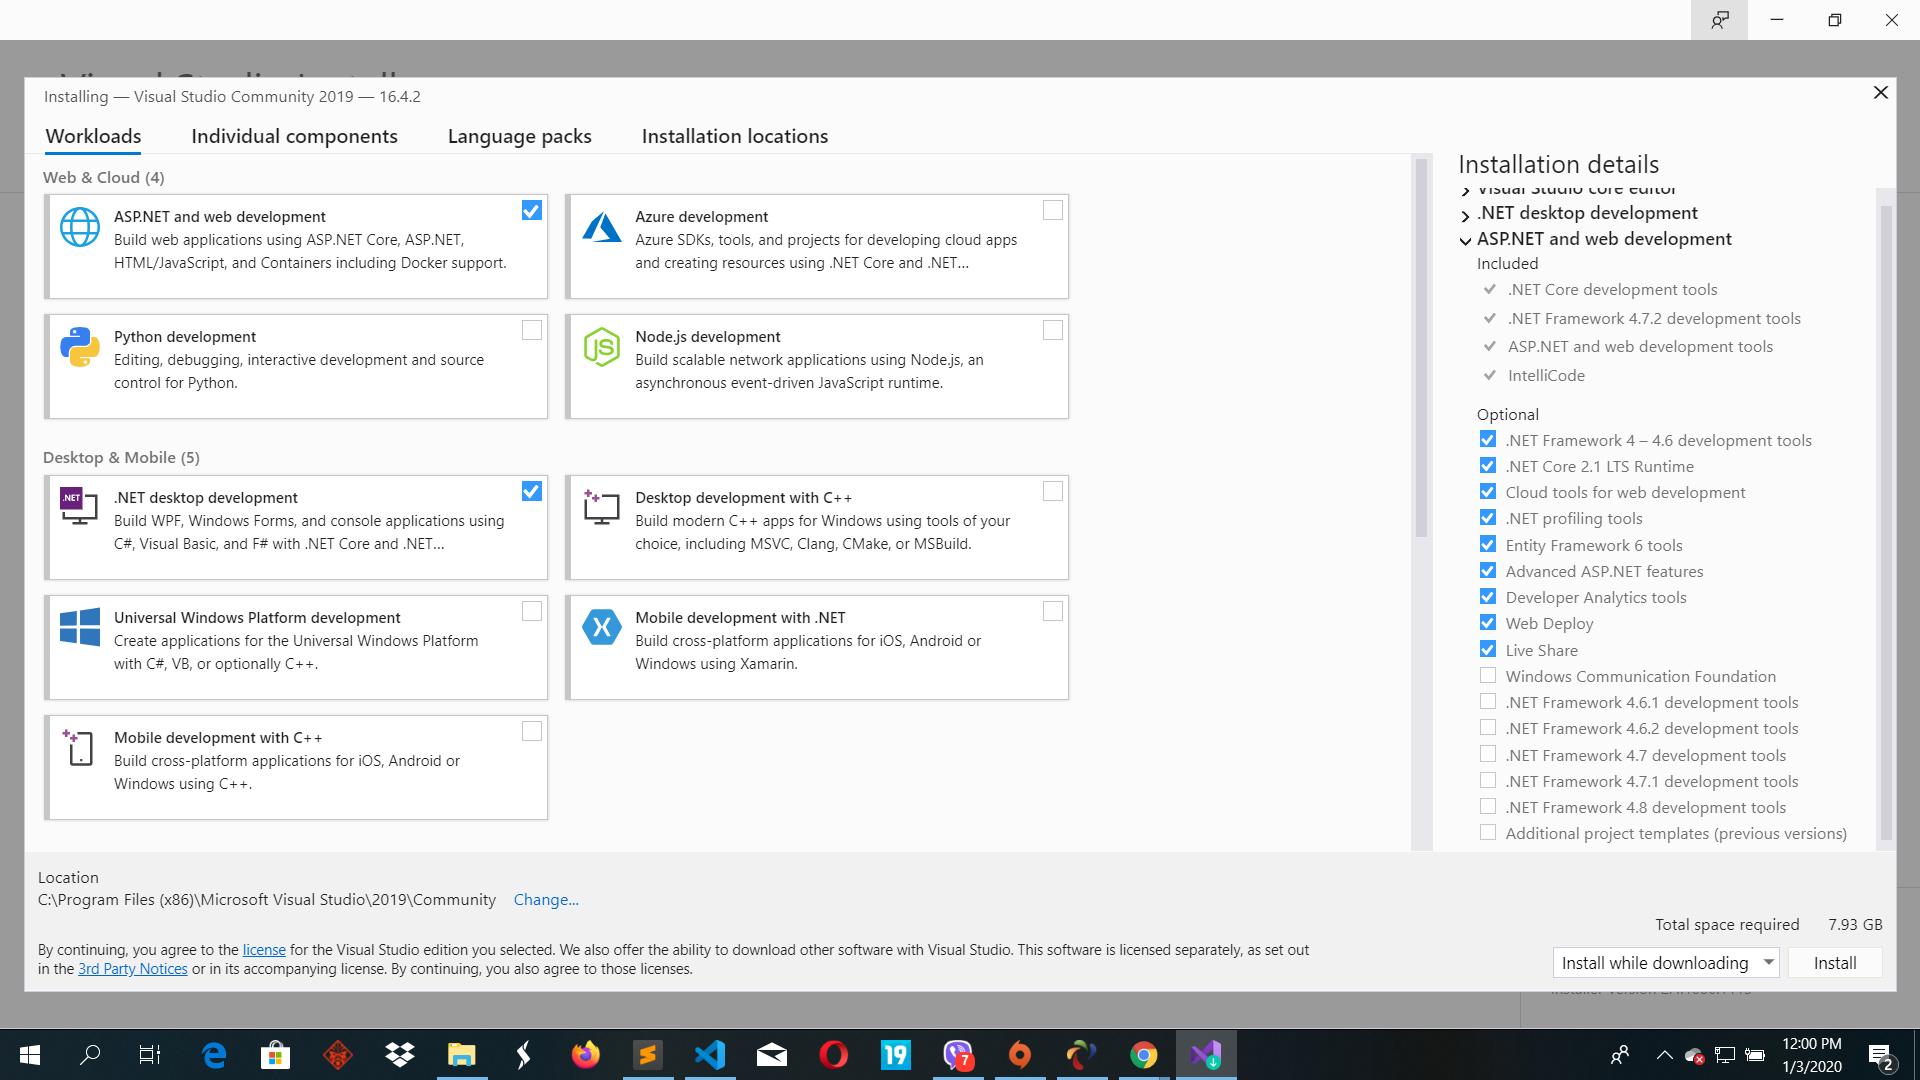 Installing — Visual Studio Community 2019 — 16.4.2
Workloads
Individual components
Language packs
Installation locations
Web & Cloud (4)
ASP.NET and web development
Build web applications using ASP.NET Core, ASP.NET,
HTML/JavaScript, and Containers including Docker support.
Azure development
Azure SDKs, tools, and projects for developing cloud apps
and creating resources using .NET Core and .NET...
Python development
Editing, debugging, interactive development and source
control for Python.
Node.js development
Build scalable network applications using Node.js, an
asynchronous event-driven JavaScript runtime.
Desktop & Mobile (5)
.NET
.NET desktop development
Build WPF, Windows Forms, and console applications using
C#, Visual Basic, and F# with .NET Core and .NET...
Desktop development with C++
Build modern C++ apps for Windows using tools of your
choice, including MSVC, Clang, CMake, or MSBuild.
Universal Windows Platform development
Create applications for the Universal Windows Platform
with C#, VB, or optionally C++.
Mobile development with .NET
Build cross-platform applications for iOS, Android or
Windows using Xamarin.
Mobile development with C++
Build cross-platform applications for iOS, Android or
Windows using C++.
Installation details
Visual Studio core editor
.NET desktop development
ASP.NET and web development
Included
.NET Core development tools
.NET Framework 4.7.2 development tools
ASP.NET and web development tools
IntelliCode
Optional
.NET Framework 4 – 4.6 development tools
.NET Core 2.1 LTS Runtime
Cloud tools for web development
.NET profiling tools
Entity Framework 6 tools
Advanced ASP.NET features
Developer Analytics tools
Web Deploy
Live Share
Windows Communication Foundation
.NET Framework 4.6.1 development tools
.NET Framework 4.6.2 development tools
.NET Framework 4.7 development tools
.NET Framework 4.7.1 development tools
.NET Framework 4.8 development tools
Additional project templates (previous versions)
Location
C:\Program Files (x86)\Microsoft Visual Studio\2019\Community Change...
Total space required 7.93 GB
By continuing, you agree to the license for the Visual Studio edition you selected. We also offer the ability to download other software with Visual Studio. This software is licensed separately, as set out
in the 3rd Party Notices or in its accompanying license. By continuing, you also agree to those licenses.
Install while downloading
Install
19
7
12:00 PM
1/3/2020
2